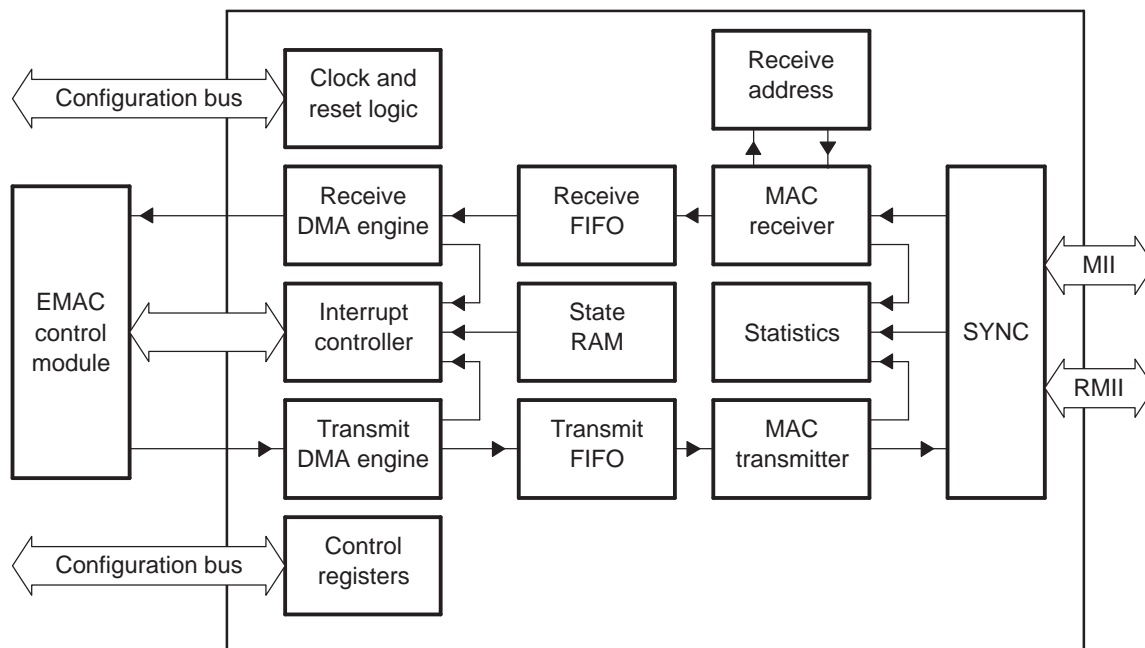 Clock and
reset logic
Receive
address
Configuration bus
Receive
DMA engine
Receive
FIFO
MAC
receiver
MII
EMAC
control
module
Interrupt
controller
State
RAM
Statistics
SYNC
RMII
Transmit
DMA engine
Transmit
FIFO
MAC
transmitter
Configuration bus
Control
registers